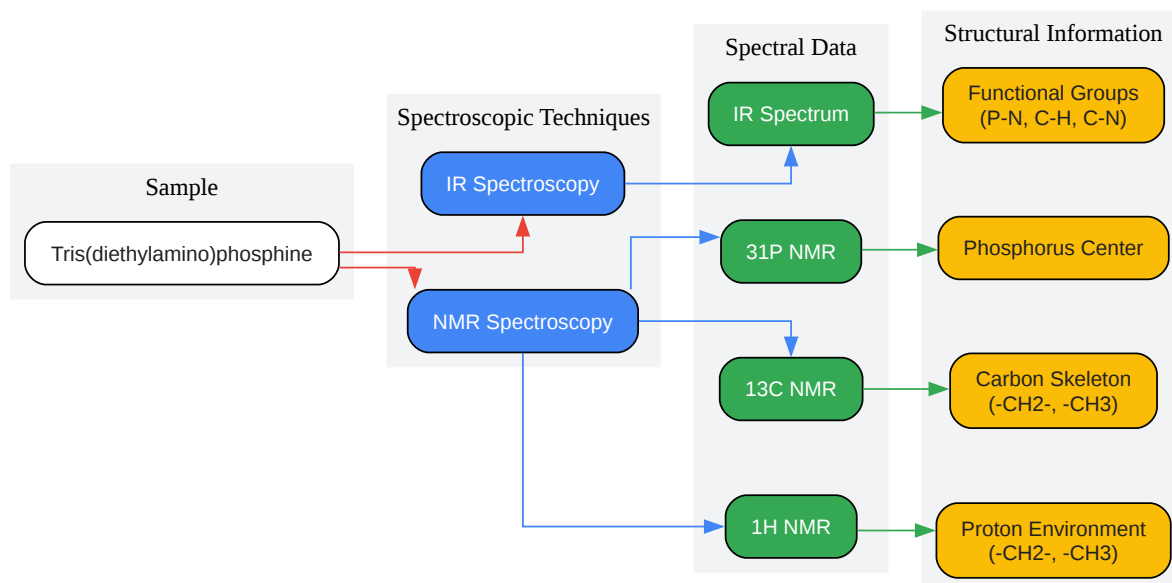 Sample
Tris(diethylamino)phosphine
Spectroscopic Techniques
IR Spectroscopy
NMR Spectroscopy
Spectral Data
IR Spectrum
31P NMR
13C NMR
1H NMR
Structural Information
Functional Groups
(P-N, C-H, C-N)
Phosphorus Center
Carbon Skeleton
(-CH2-, -CH3)
Proton Environment
(-CH2-, -CH3)